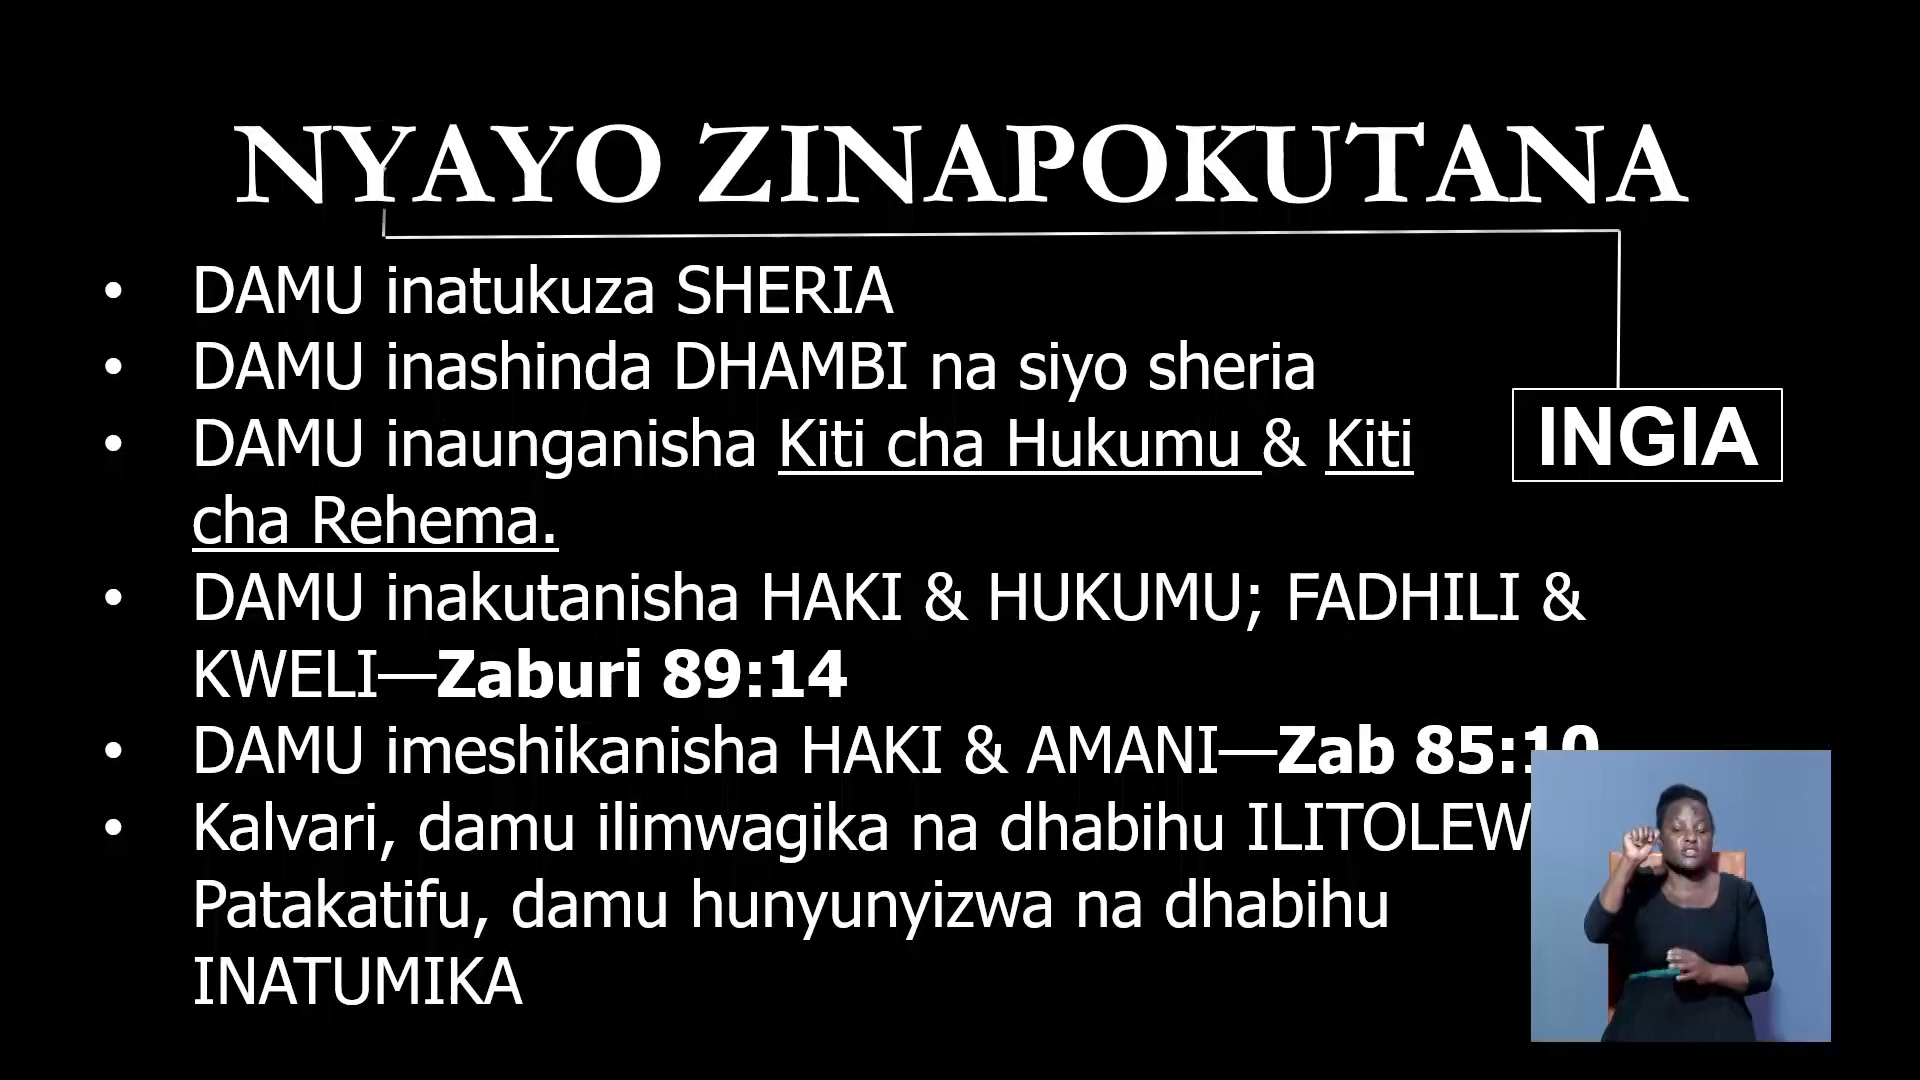 NYAYO ZINAPOKUTANA
• DAMU inatukuza SHERIA
• DAMU inashinda DHAMBI na siyo sheria
• DAMU inaunganisha Kiti cha Hukumu & Kiti
cha Rehema.
INGIA
• DAMU inakutanisha HAKI & HUKUMU; FADHILI &
KWELI—Zaburi 89:14
• DAMU imeshikanisha HAKI & AMANI—Zab 85:10
• Kalvari, damu ilimwagika na dhabihu
Patakatifu, damu hunyunyizwa na dhabihu
INATUMIKA